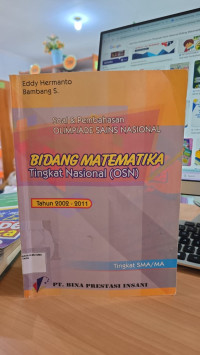 Eddy Hermanto
Bambang S.
Soal & Pembahasan
OLIMPIADE SAINS NASIONAL
BIDANG MATEMATIKA
Tingkat Nasional (OSN)
Tahun 2002 - 2011
Tingkat SMA/MA
PT. BINA PRESTASI INSANI